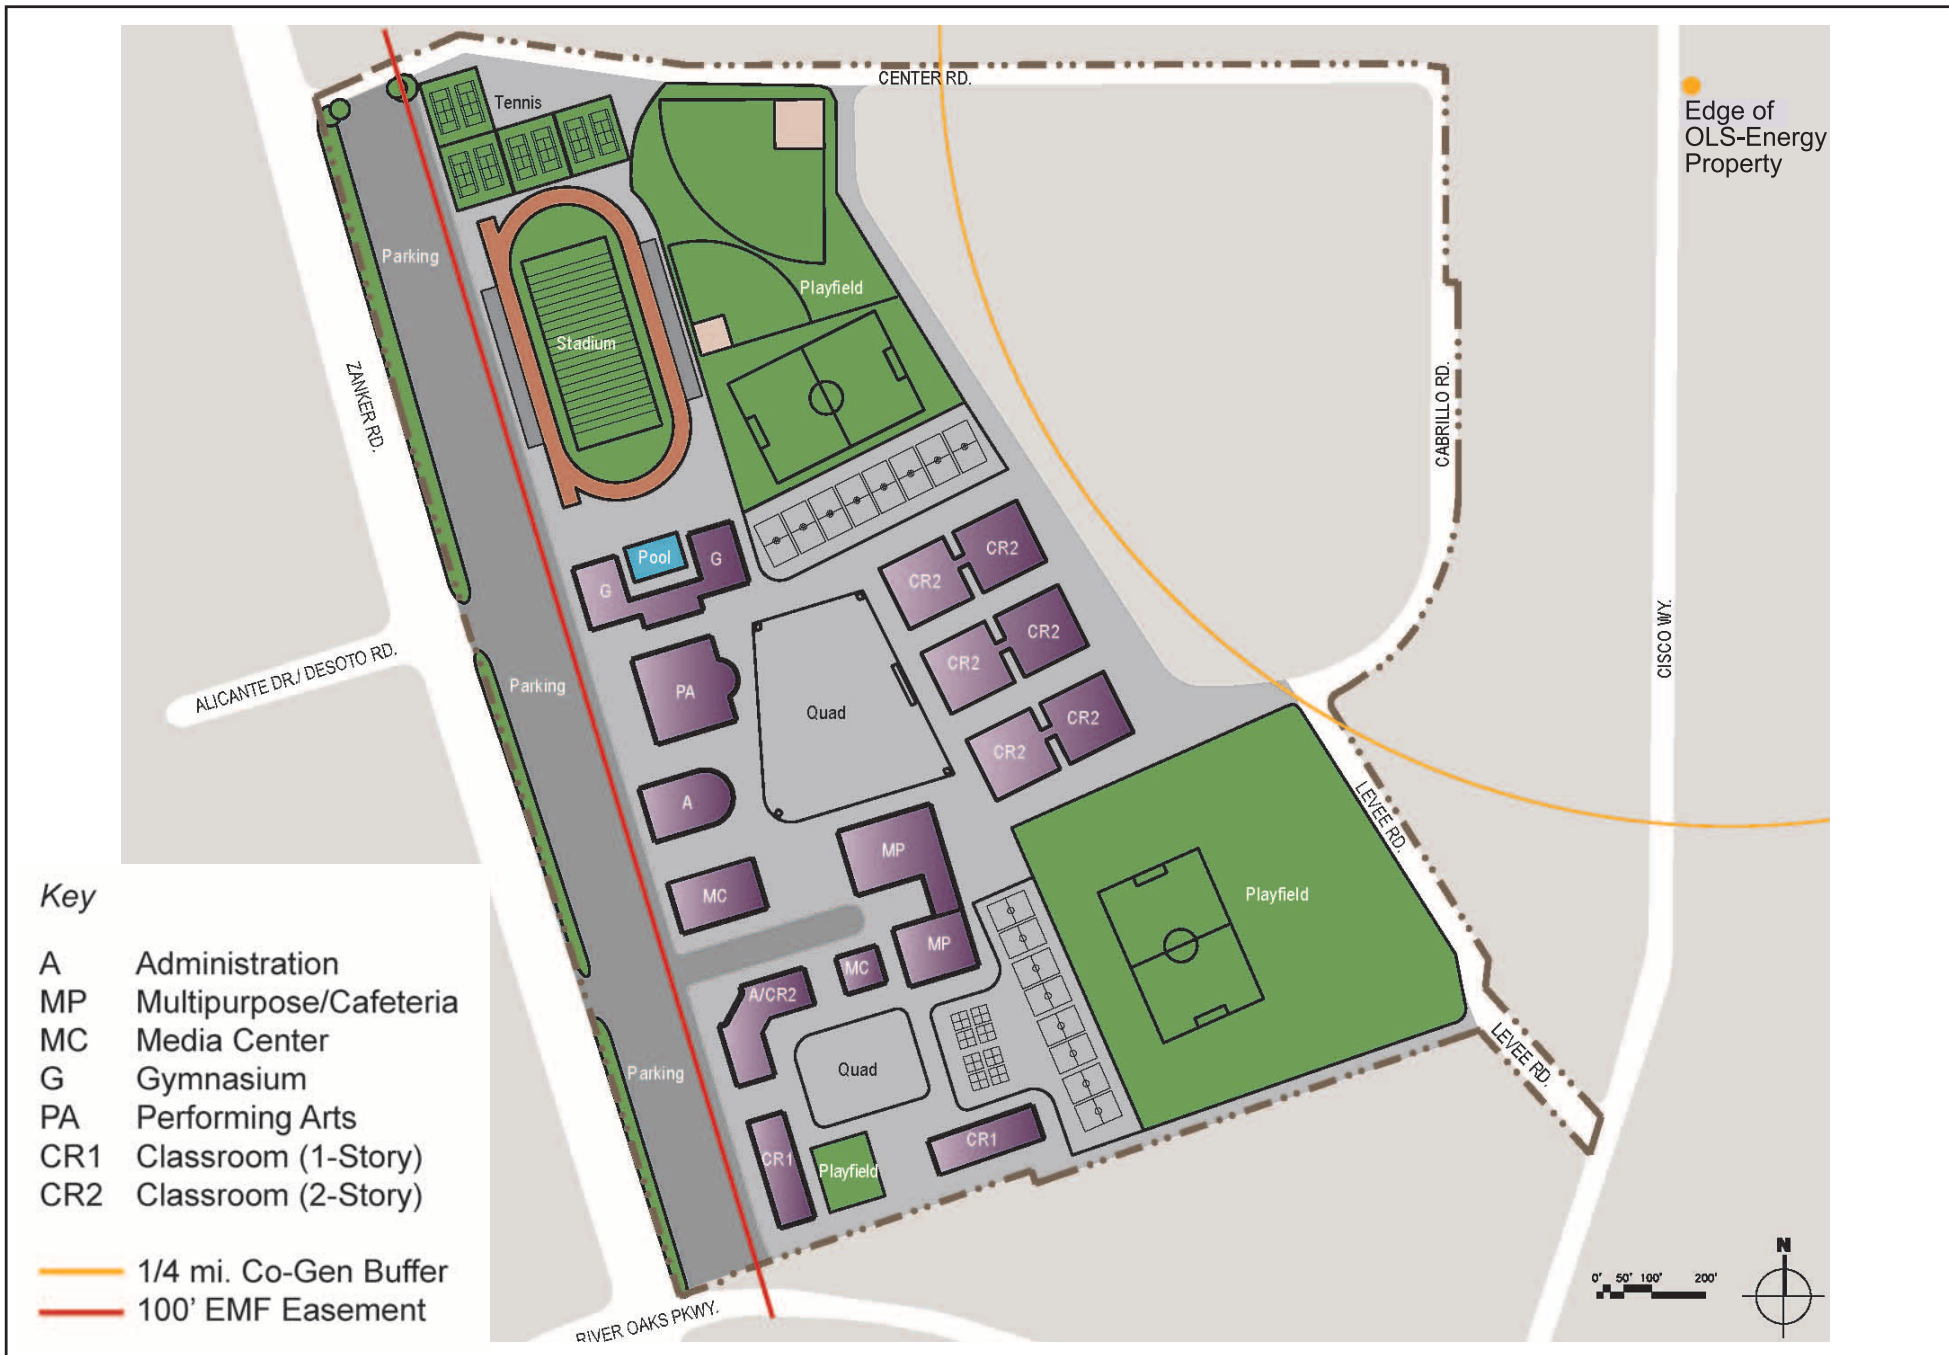 CENTER RD.
Edge of
OLS-Energy
Property
Tennis
Parking
Playfield
Stadium
ZANKER RD.
CABRILLO RD.
CISCO WY.
Pool
G
G
CR2
CR2
CR2
CR2
CR2
CR2
ALICANTE DR./ DESOTO RD.
Parking
PA
Quad
A
LEVEE RD.
MP
MC
Playfield
MP
MC
A/CR2
LEVEE RD.
Parking
Quad
CR1
CR1
Playfield
RIVER OAKS PKWY.
Key
A Administration
MP Multipurpose/Cafeteria
MC Media Center
G Gymnasium
PA Performing Arts
CR1 Classroom (1-Story)
CR2 Classroom (2-Story)
1/4 mi. Co-Gen Buffer
100' EMF Easement
0' 50' 100' 200'
N